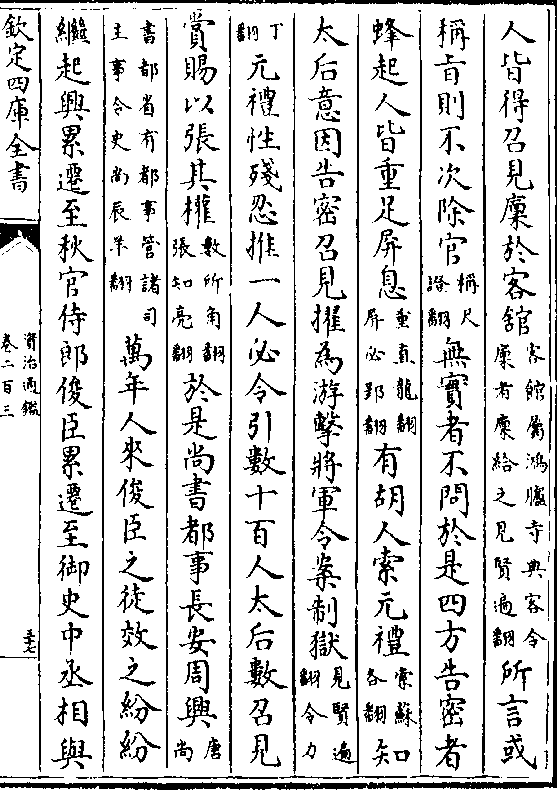 人皆得召見廩於客舘客館屬鴻臚寺典客令廩者廩給之見賢遍翻所言或
稱㫖則不次除官稱尺證翻無實者不問於是四方告密者
蜂起人皆重足屏息重直龍翻屏必郢翻有胡人索元禮索蘇各翻知
太后意因告密召見擢為游擊將軍令案制獄見賢遍翻令力
丁翻元禮性殘忍推一人必令引數十百人太后數召見
賞賜以張其權數所角翻張知亮翻於是尚書都事長安周興唐尚
書都省有都事管諸司主事令史尚辰羊翻萬年人來俊臣之徒效之紛紛
繼起興累遷至秋官侍郎俊臣累遷至御史中丞相與
欽定四庫全書
資治通鑑
卷二百三